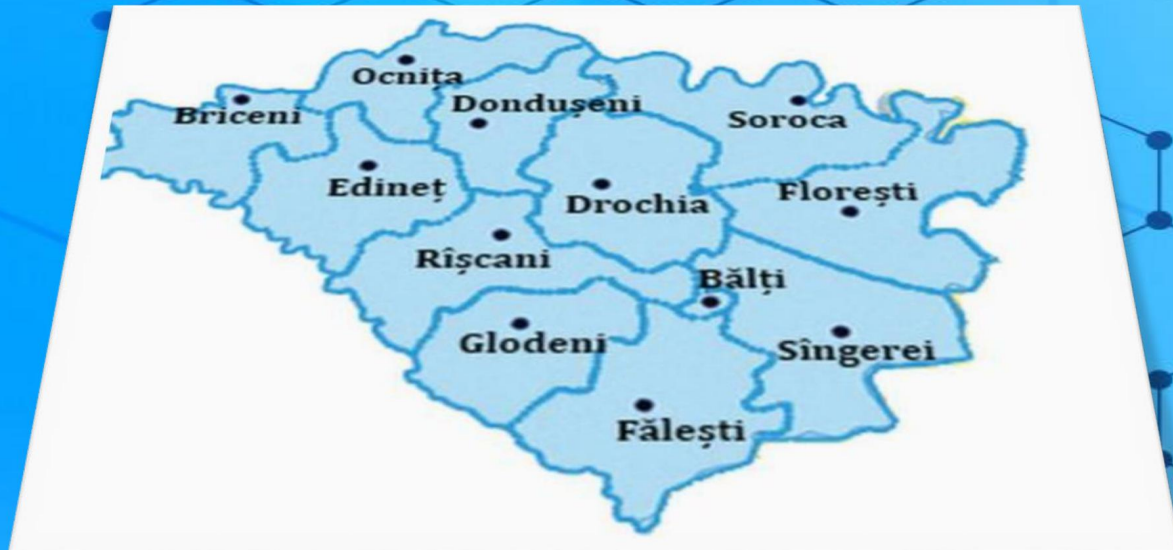 Ocnița
Dondușeni
Briceni
Soroca
Edineț
Florești
Drochia
Rîșcani
Bălți
Glodeni
Sîngerei
Fălești